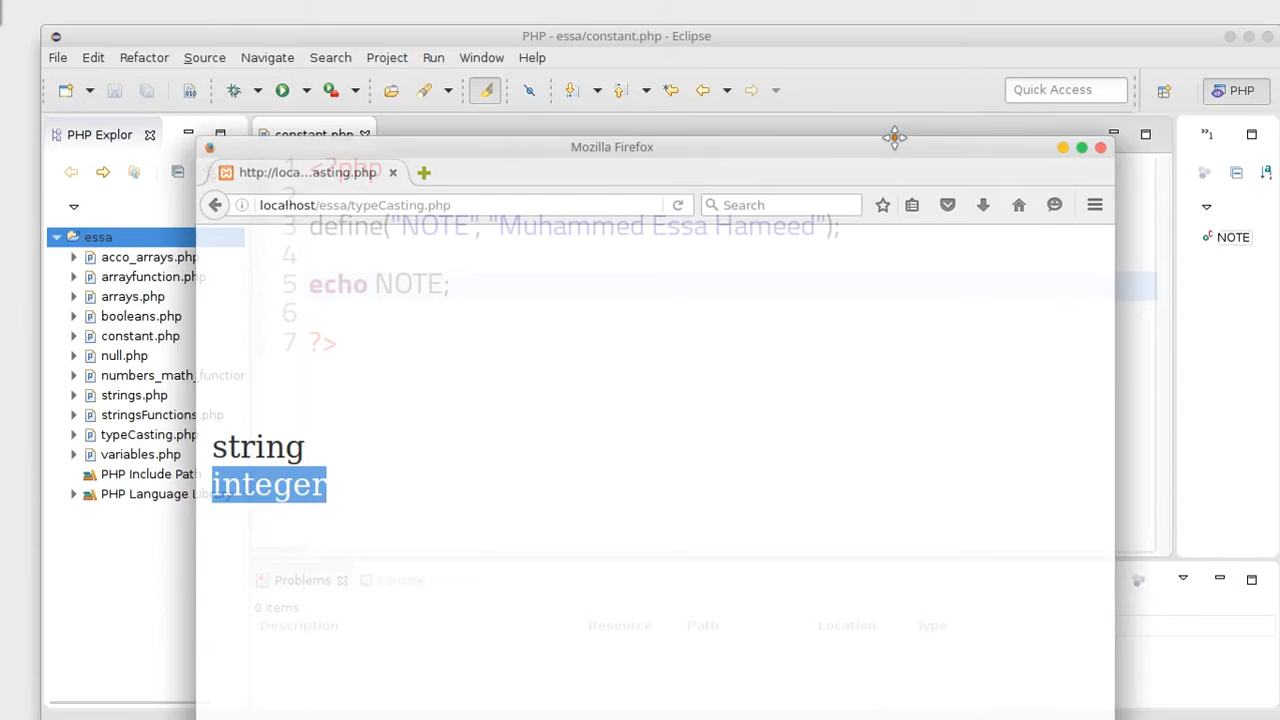 PHP - essa/constant.php - Eclipse
File Edit Refactor Source Navigate Search Project Run Window Help
Quick Access
PHP
PHP Explor
constant.php
»1
Mozilla Firefox
1 <?php
http://loca...asting.php
localhost/essa/typeCasting.php
Search
3 define("NOTE", "Muhammed Essa Hameed");
4
5 echo NOTE;
6
7 ?>
essa
acco_arrays.php
arrayfunction.php
arrays.php
booleans.php
constant.php
null.php
numbers_math_function
strings.php
stringsFunctions.php
typeCasting.php
variables.php
PHP Include Path
PHP Language Library
NOTE
string
integer
Problems Console
0 items
Description Resource Path Location Type